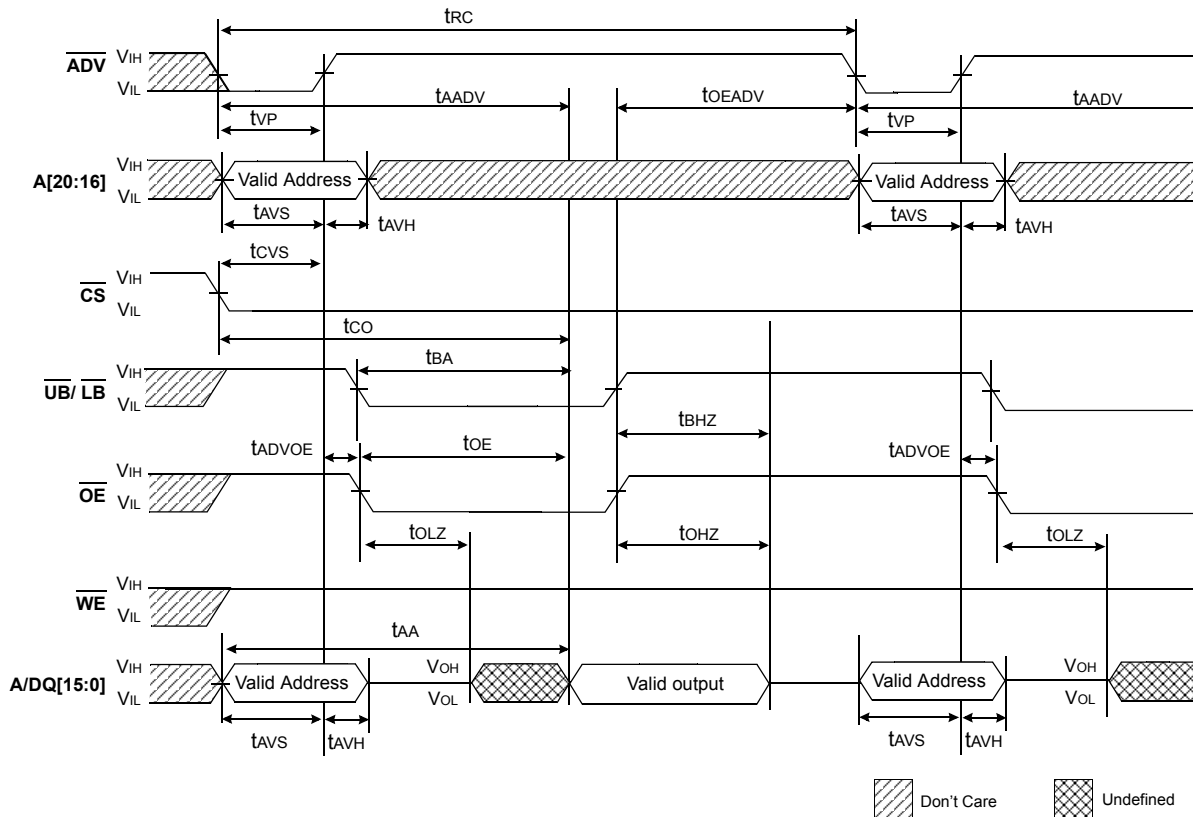 tRC
ADV VIH
VIL
tAADV tOEADV tAADV
tVP tVP
A[20:16] VIH Valid Address Valid Address
VIL
tAVS tAVH tAVS tAVH
tCVS
CS VIH
VIL
tCO
tBA
UB/ LB VIH
VIL
tBHZ
tADVOE tOE tADVOE
OE VIH
VIL
tOLZ tOHZ tOLZ
WE VIH
VIL
tAA
A/DQ[15:0] VIH Valid Address VOH Valid output Valid Address VOH
VIL VOL VOL
tAVS tAVH tAVS tAVH
Don't Care Undefined